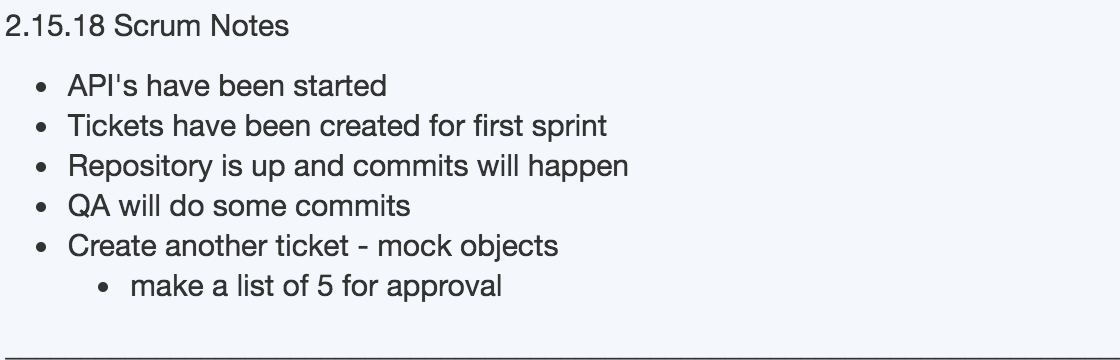 2.15.18 Scrum Notes
• API's have been started
• Tickets have been created for first sprint
• Repository is up and commits will happen
• QA will do some commits
• Create another ticket - mock objects
• make a list of 5 for approval